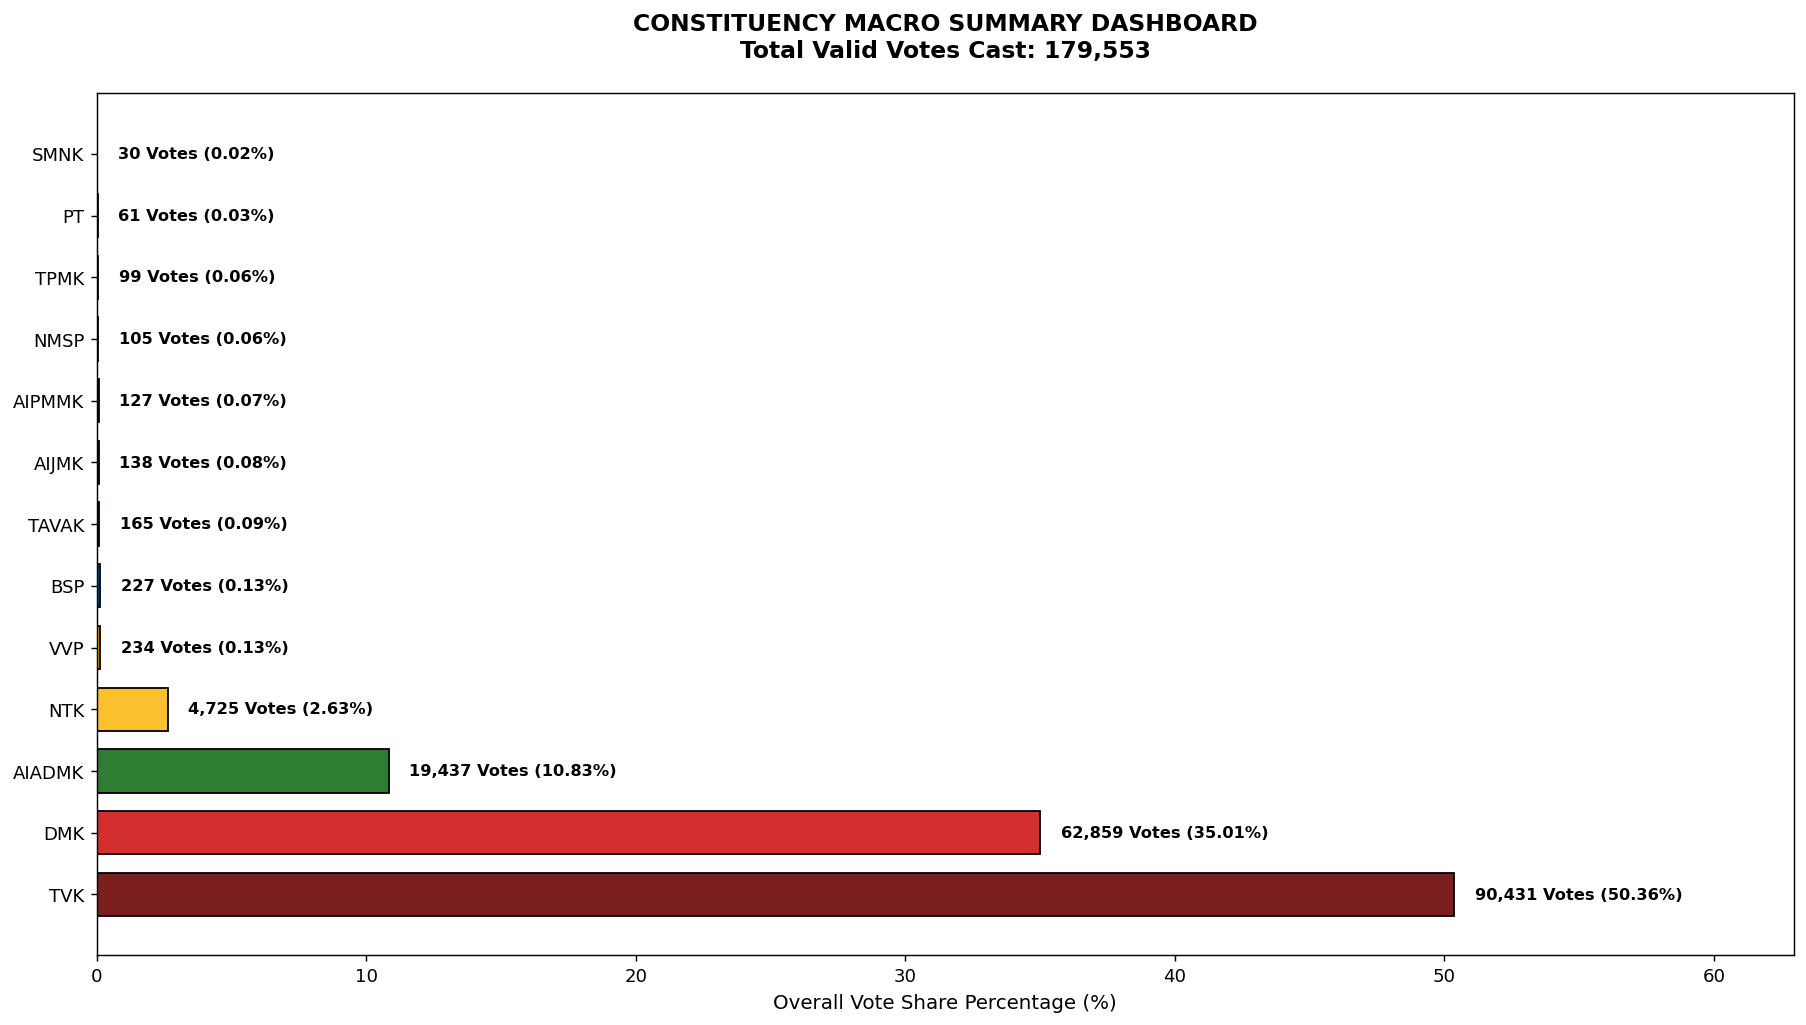 CONSTITUENCY MACRO SUMMARY DASHBOARD
Total Valid Votes Cast: 179,553
SMNK 30 Votes (0.02%)
PT 61 Votes (0.03%)
TPMK 99 Votes (0.06%)
NMSP 105 Votes (0.06%)
AIPMMK 127 Votes (0.07%)
AIJMK 138 Votes (0.08%)
TAVAK 165 Votes (0.09%)
BSP 227 Votes (0.13%)
VVP 234 Votes (0.13%)
NTK 4,725 Votes (2.63%)
AIADMK 19,437 Votes (10.83%)
DMK 62,859 Votes (35.01%)
TVK 90,431 Votes (50.36%)
0 10 20 30 40 50 60
Overall Vote Share Percentage (%)